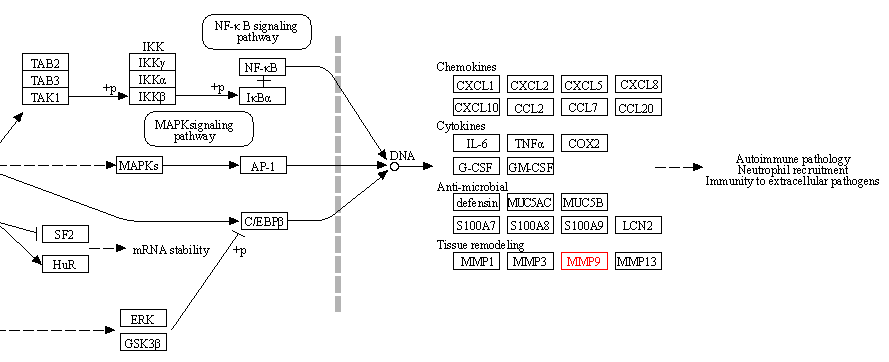 NF-κ B signaling
pathway
IKK
TAB2
IKKγ
NF-κB
TAB3
IKKα
TAK1
+p
IKKβ
+p
IκBα
MAPKsignaling
pathway
MAPKs
AP-1
DNA
C/EBPβ
+p
SF2
HuR
mRNA stability
ERK
GSK3β
Chemokines
CXCL1 CXCL2 CXCL5 CXCL8
CXCL10 CCL2 CCL7 CCL20
Cytokines
IL-6 TNFα COX2
G-CSF GM-CSF
Anti-microbial
defensin MUC5AC MUC5B
S100A7 S100A8 S100A9 LCN2
Tissue remodeling
MMP1 MMP3 MMP9 MMP13
Autoimmune pathology
Neutrophil recruitment
Immunity to extracellular pathogens